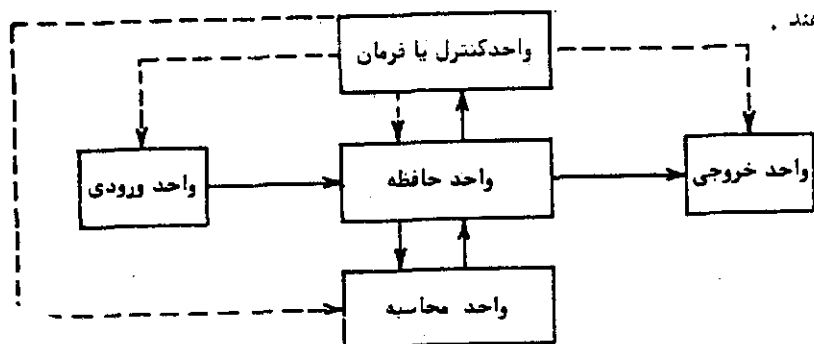 واحدکنترل یا فرمان
واحد ورودی
واحد حافظه
واحد خروجی
واحد محاسبه